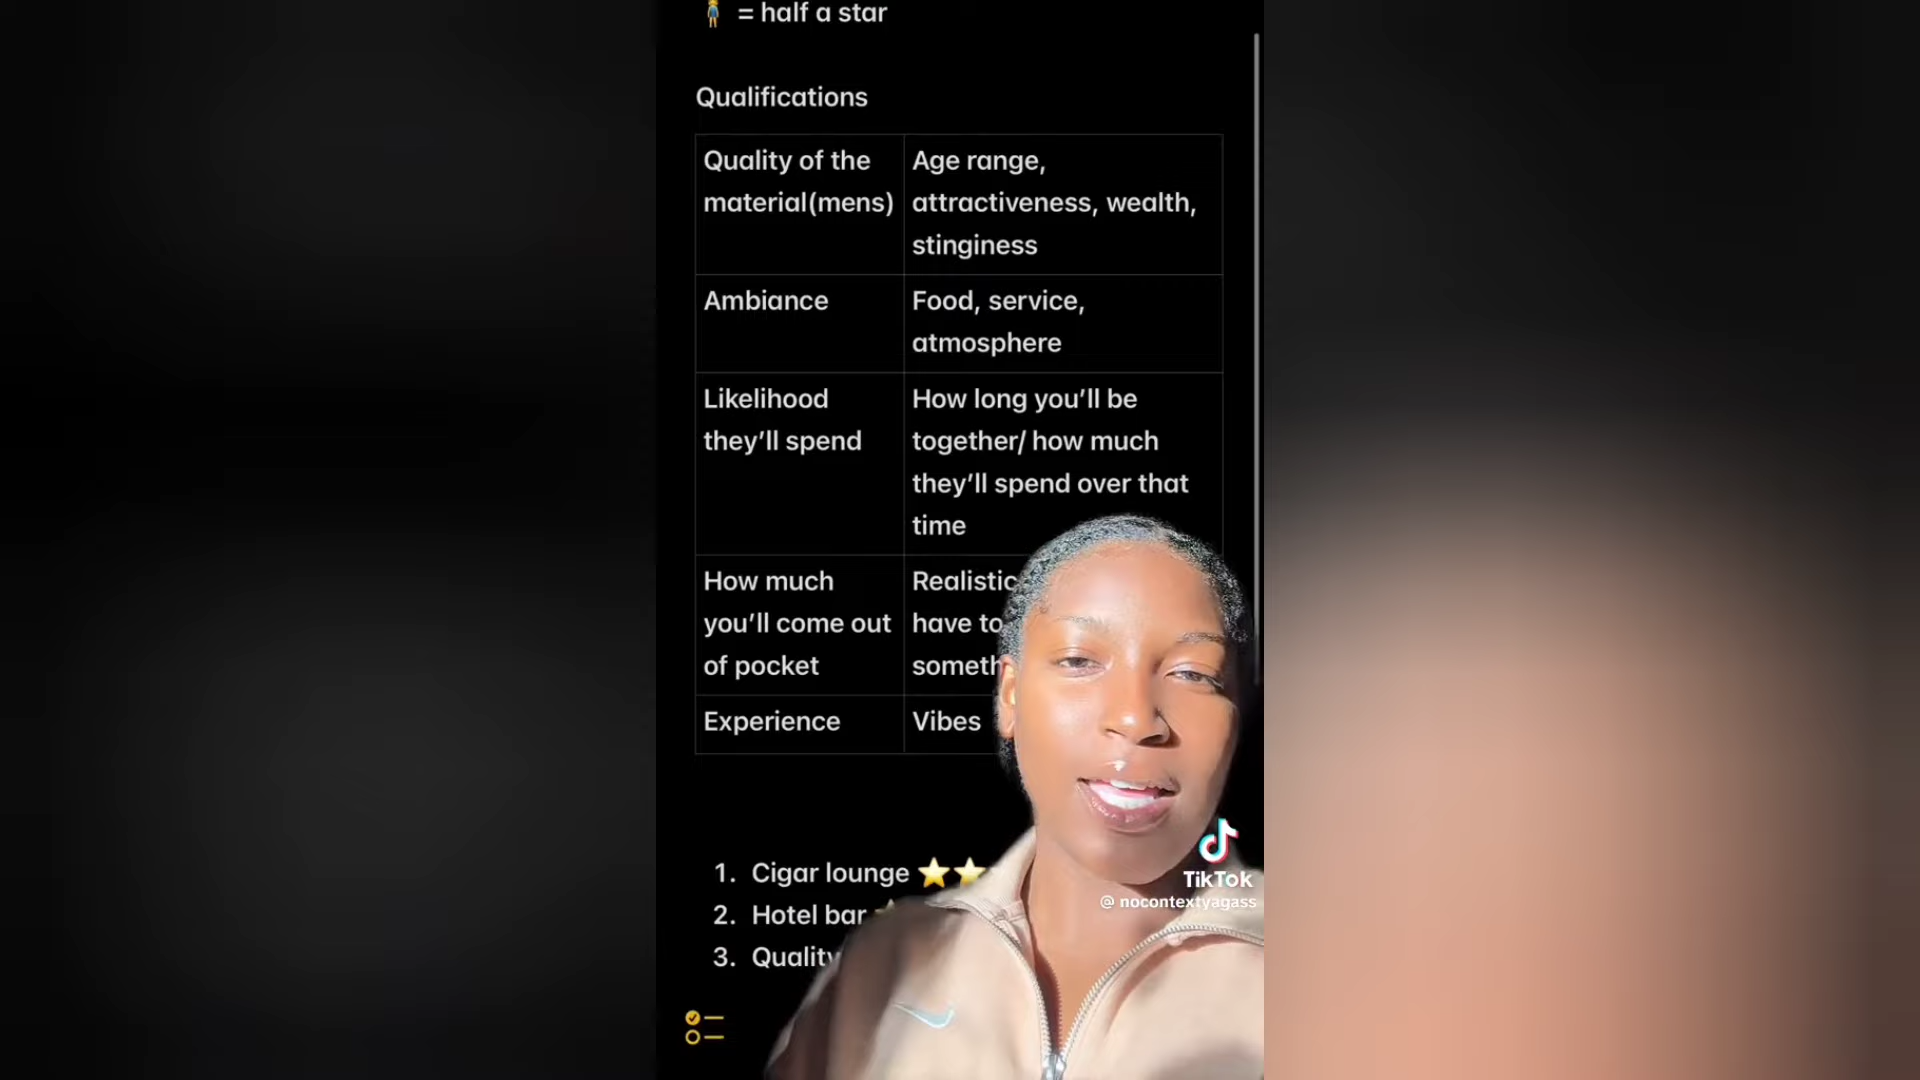 = half a star
Qualifications
Quality of the
material(mens)
Age range,
attractiveness, wealth,
stinginess
Ambiance
Food, service,
atmosphere
Likelihood
they'll spend
How long you'll be
together/ how much
they'll spend over that
time
How much
you'll come out
of pocket
Realistic
have to
someth
Experience
Vibes
1. Cigar lounge
2. Hotel bar
3. Quality
TikTok
@ nocontextyagass